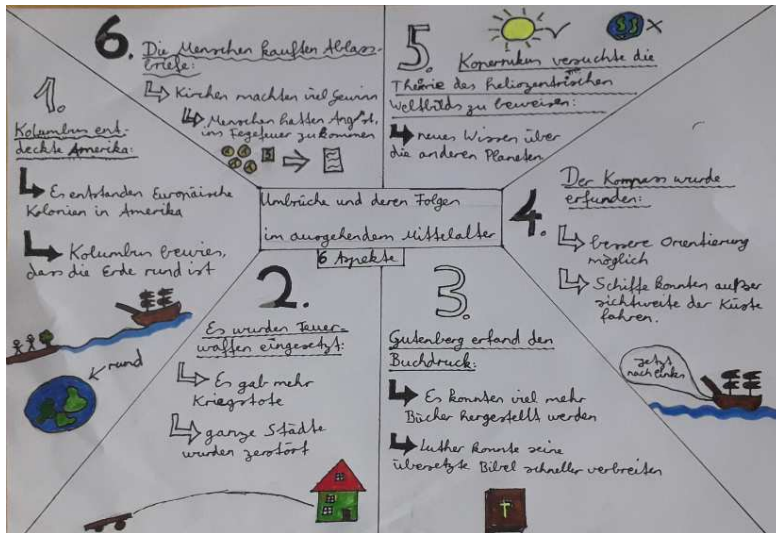 Umbrüche und deren Folgen
im ausgehendem Mittelalter
6 Aspekte
1.
Kolumbus ent-
deckte Amerika:
Es entstanden Europäische
Kolonien in Amerika
Kolumbus bewies,
dass die Erde rund ist
rund
2.
Es wurden Feuer-
waffen eingesetzt:
Es gab mehr
Kriegstote
ganze Städte
wurden zerstört
3.
Gutenberg erfand den
Buchdruck:
Es konnten viel mehr
Bücher hergestellt werden
Luther konnte seine
übersetzte Bibel schneller verbreiten
4.
Der Kompass wurde
erfunden:
bessere Orientierung
möglich
Schiffe konnten außer
sichtweite der Küste
fahren.
jetzt
nach links
5.
Kopernikus versuchte die
Theorie des heliozentrischen
Weltbilds zu beweisen:
neues Wissen über
die anderen Planeten
6.
Die Menschen kauften Ablass-
briefe:
Kirchen machten viel Gewinn
Menschen hatten Angst,
ins Fegefeuer zu kommen